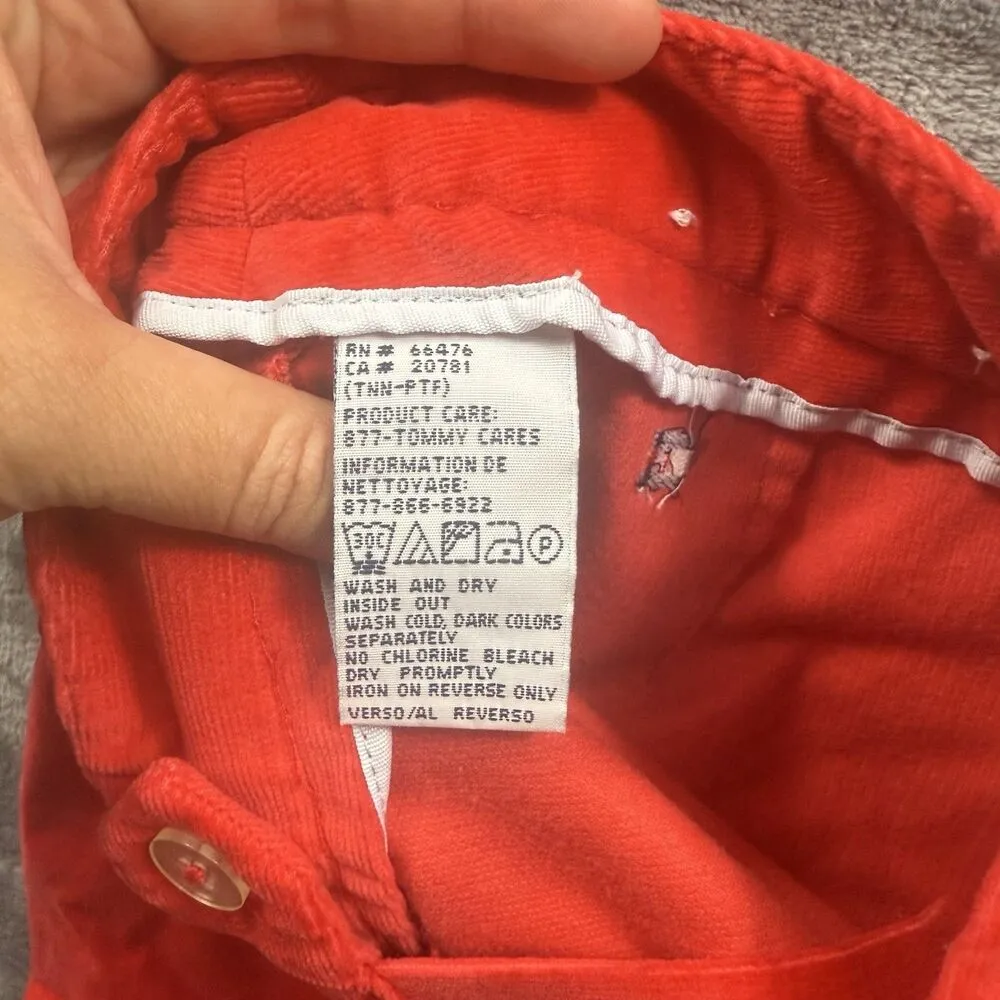 RN # 66476
CA # 20781
(TNN-PTF)
PRODUCT CARE:
877-TOMMY CARES
INFORMATION DE
NETTOYAGE:
877-866-6922
30C P
WASH AND DRY
INSIDE OUT
WASH COLD, DARK COLORS
SEPARATELY
NO CHLORINE BLEACH
DRY PROMPTLY
IRON ON REVERSE ONLY
VERSO/AL REVERSO